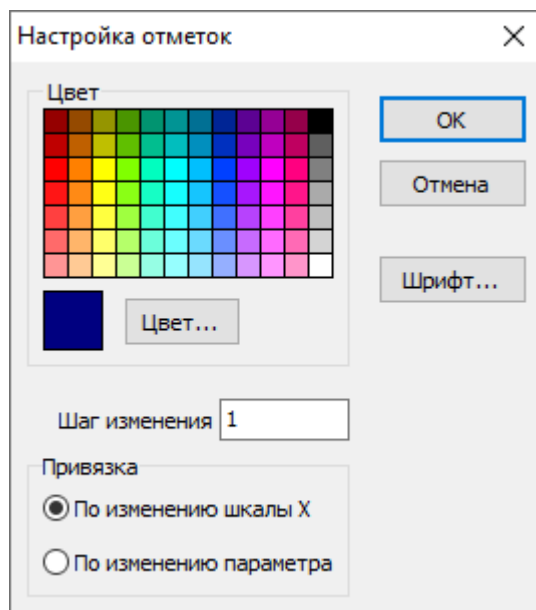 Настройка отметок
Цвет
OK
Отмена
Шрифт...
Цвет...
Шаг изменения 1
Привязка
По изменению шкалы X
По изменению параметра